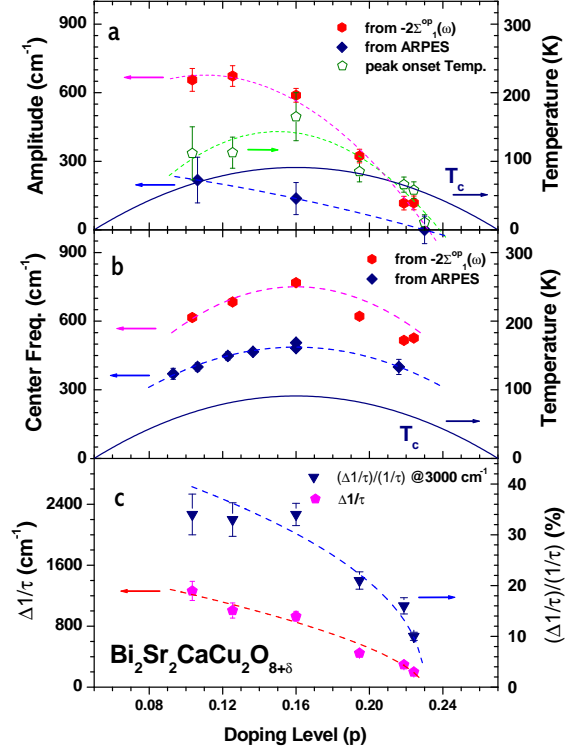 a
from -2Σ^op_1(ω)
from ARPES
peak onset Temp.
T_c
900
600
300
0
Amplitude (cm⁻¹)
300
200
100
0
Temperature (K)
b
from -2Σ^op_1(ω)
from ARPES
T_c
900
600
300
0
Center Freq. (cm⁻¹)
300
200
100
0
Temperature (K)
c
(Δ1/τ)/(1/τ) @3000 cm⁻¹
Δ1/τ
Bi₂Sr₂CaCu₂O₈₊δ
2400
1800
1200
600
0
Δ1/τ (cm⁻¹)
40
30
20
10
0
(Δ1/τ)/(1/τ) (%)
0.08
0.12
0.16
0.20
0.24
Doping Level (p)